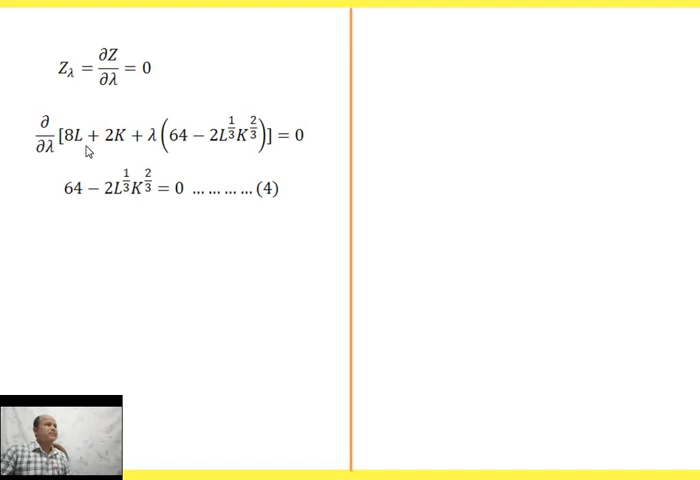 Z_λ = ∂Z/∂λ = 0
∂/∂λ [8L + 2K + λ(64 − 2L^{1/3}K^{2/3})] = 0
64 − 2L^{1/3}K^{2/3} = 0 ... ... ... ... (4)